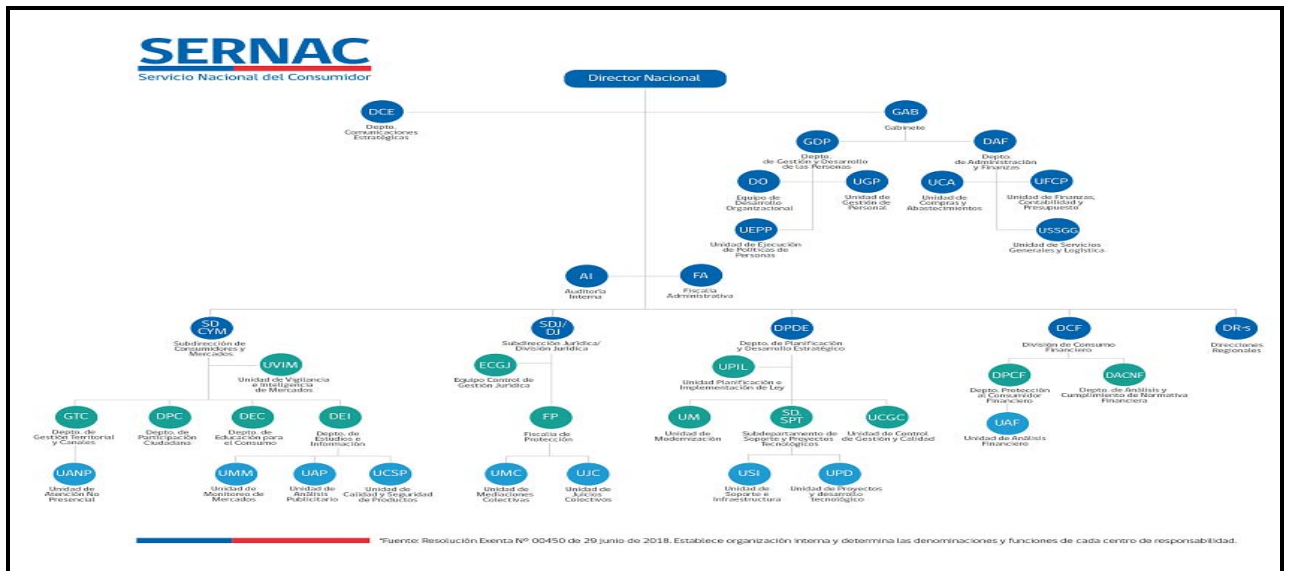 SERNAC
Servicio Nacional del Consumidor
Director Nacional
DCE
Depto.
Comunicaciones
Estratégicas
GAB
Gabinete
GDP
Depto.
de Gestión y Desarrollo
de las Personas
DAF
Depto.
de Administración
y Finanzas
DO
Equipo de
Desarrollo
Organizacional
UGP
Unidad de
Gestión de
Personal
UCA
Unidad de
Compras y
Abastecimientos
UFCP
Unidad de Finanzas,
Contabilidad y
Presupuesto
UEPP
Unidad de Ejecución
de Políticas de
Personas
USSGG
Unidad de Servicios
Generales y Logística
AI
Auditoría
Interna
FA
Fiscalía
Administrativa
SD
CYM
Subdirección de
Consumidores y
Mercados
SDJ/
DJ
Subdirección Jurídica/
División Jurídica
DPDE
Depto. de Planificación
y Desarrollo Estratégico
DCF
División de Consumo
Financiero
DR-s
Direcciones
Regionales
UVIM
Unidad de Vigilancia
e Inteligencia
de Mercados
ECGJ
Equipo Control de
Gestión Jurídica
UPIL
Unidad Planificación e
Implementación de Ley
DPCF
Depto. Protección
al Consumidor
Financiero
DACNF
Depto. de Análisis y
Cumplimiento de Normativa
Financiera
GTC
Depto. de
Gestión Territorial
y Canales
DPC
Depto. de
Participación
Ciudadana
DEC
Depto. de
Educación para
el Consumo
DEI
Depto. de
Estudios e
Información
FP
Fiscalía de
Protección
UM
Unidad de
Modernización
SD.
SPT
Subdepartamento de
Soporte y Proyectos
Tecnológicos
UCGC
Unidad de Control
de Gestión y Calidad
UAF
Unidad de Análisis
Financiero
UANP
Unidad de
Atención No
Presencial
UMM
Unidad de
Monitoreo de
Mercados
UAP
Unidad de
Análisis
Publicitario
UCSP
Unidad de
Calidad y Seguridad
de Productos
UMC
Unidad de
Mediaciones
Colectivas
UJC
Unidad de
Juicios
Colectivos
USI
Unidad de
Soporte e
Infraestructura
UPD
Unidad de Proyectos
y desarrollo
tecnológico
*Fuente: Resolución Exenta Nº 00450 de 29 junio de 2018. Establece organización interna y determina las denominaciones y funciones de cada centro de responsabilidad.